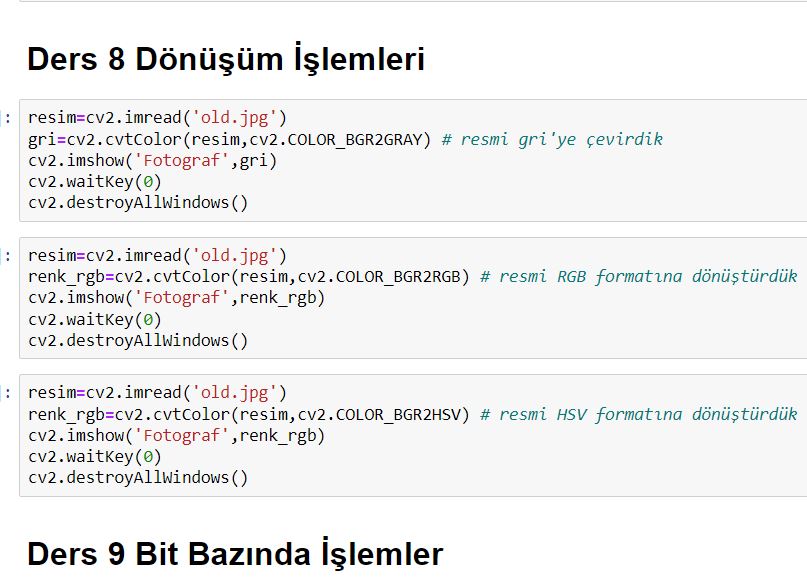 Ders 8 Dönüşüm İşlemleri
]: resim=cv2.imread('old.jpg')
gri=cv2.cvtColor(resim,cv2.COLOR_BGR2GRAY) # resmi gri'ye çevirdik
cv2.imshow('Fotograf',gri)
cv2.waitKey(0)
cv2.destroyAllWindows()
]: resim=cv2.imread('old.jpg')
renk_rgb=cv2.cvtColor(resim,cv2.COLOR_BGR2RGB) # resmi RGB formatına dönüştürdük
cv2.imshow('Fotograf',renk_rgb)
cv2.waitKey(0)
cv2.destroyAllWindows()
]: resim=cv2.imread('old.jpg')
renk_rgb=cv2.cvtColor(resim,cv2.COLOR_BGR2HSV) # resmi HSV formatına dönüştürdük
cv2.imshow('Fotograf',renk_rgb)
cv2.waitKey(0)
cv2.destroyAllWindows()
Ders 9 Bit Bazında İşlemler